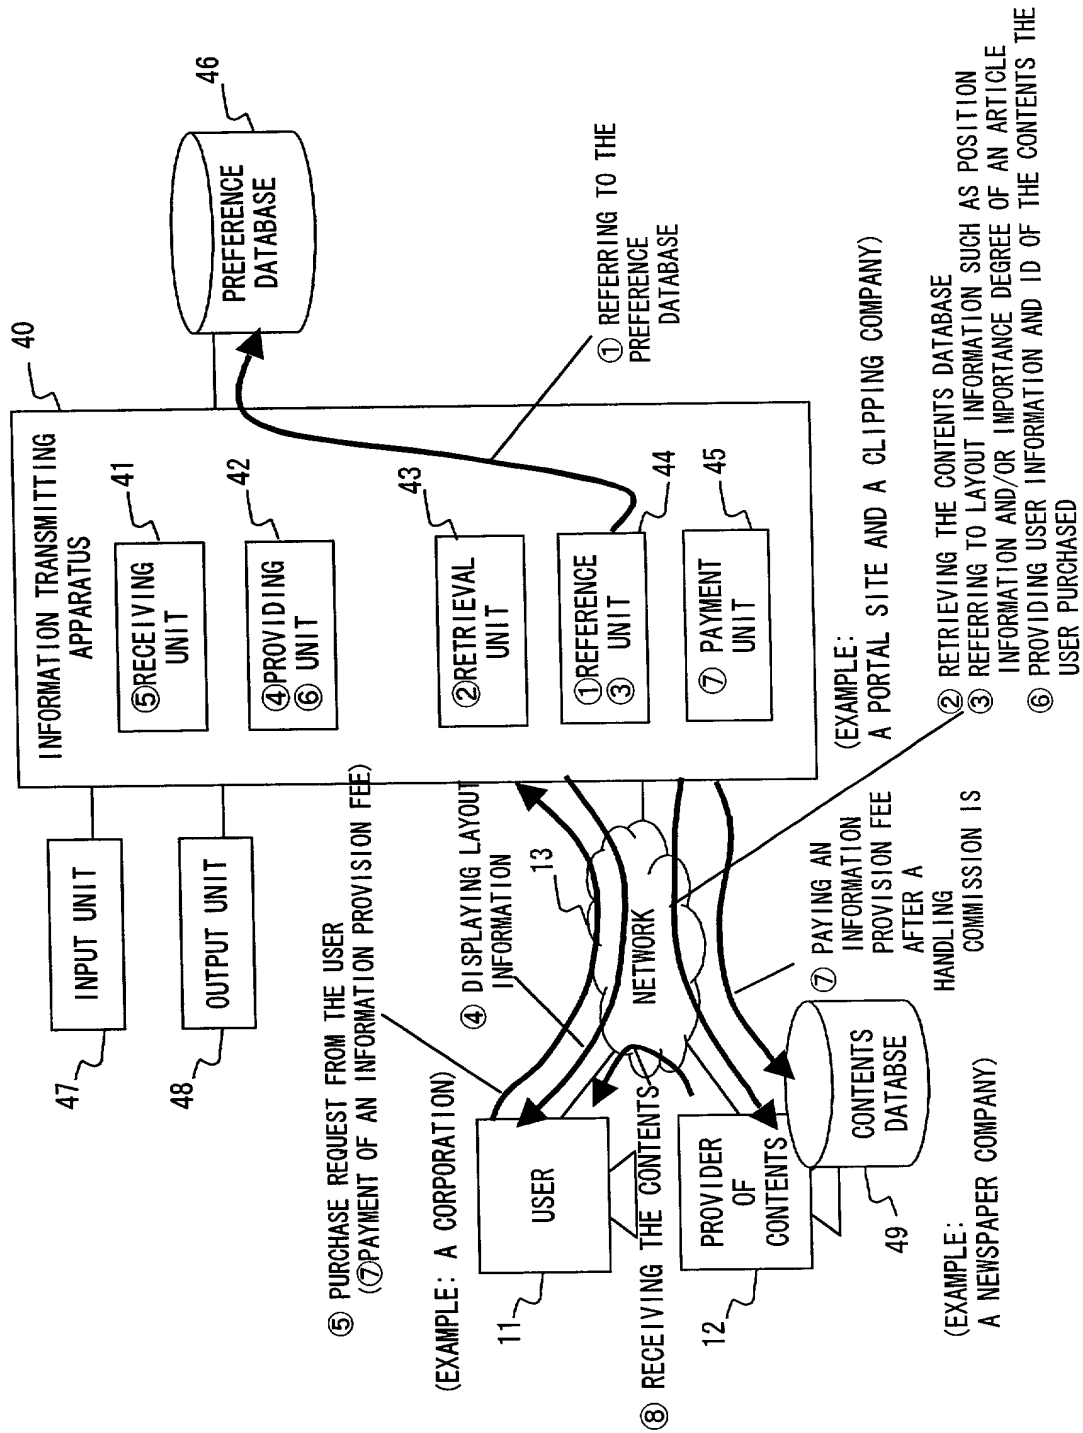 46
PREFERENCE
DATABASE
① REFERRING TO THE
PREFERENCE
DATABASE
40
INFORMATION TRANSMITTING
APPARATUS
41
⑤RECEIVING
UNIT
42
④PROVIDING
⑥ UNIT
43
②RETRIEVAL
UNIT
44
①REFERENCE
③ UNIT
45
⑦ PAYMENT
UNIT
(EXAMPLE:
A PORTAL SITE AND A CLIPPING COMPANY)
② RETRIEVING THE CONTENTS DATABASE
③ REFERRING TO LAYOUT INFORMATION SUCH AS POSITION
INFORMATION AND/OR IMPORTANCE DEGREE OF AN ARTICLE
⑥ PROVIDING USER INFORMATION AND ID OF THE CONTENTS THE
USER PURCHASED
INPUT UNIT
47
OUTPUT UNIT
48
⑤ PURCHASE REQUEST FROM THE USER
(⑦PAYMENT OF AN INFORMATION PROVISION FEE)
④ DISPLAYING LAYOUT
INFORMATION
13
NETWORK
⑦ PAYING AN
INFORMATION
PROVISION FEE
AFTER A
HANDLING
COMMISSION IS
(EXAMPLE: A CORPORATION)
USER
11
⑧ RECEIVING THE CONTENTS
PROVIDER
OF
CONTENTS
12
CONTENTS
DATABSE
49
(EXAMPLE:
A NEWSPAPER COMPANY)